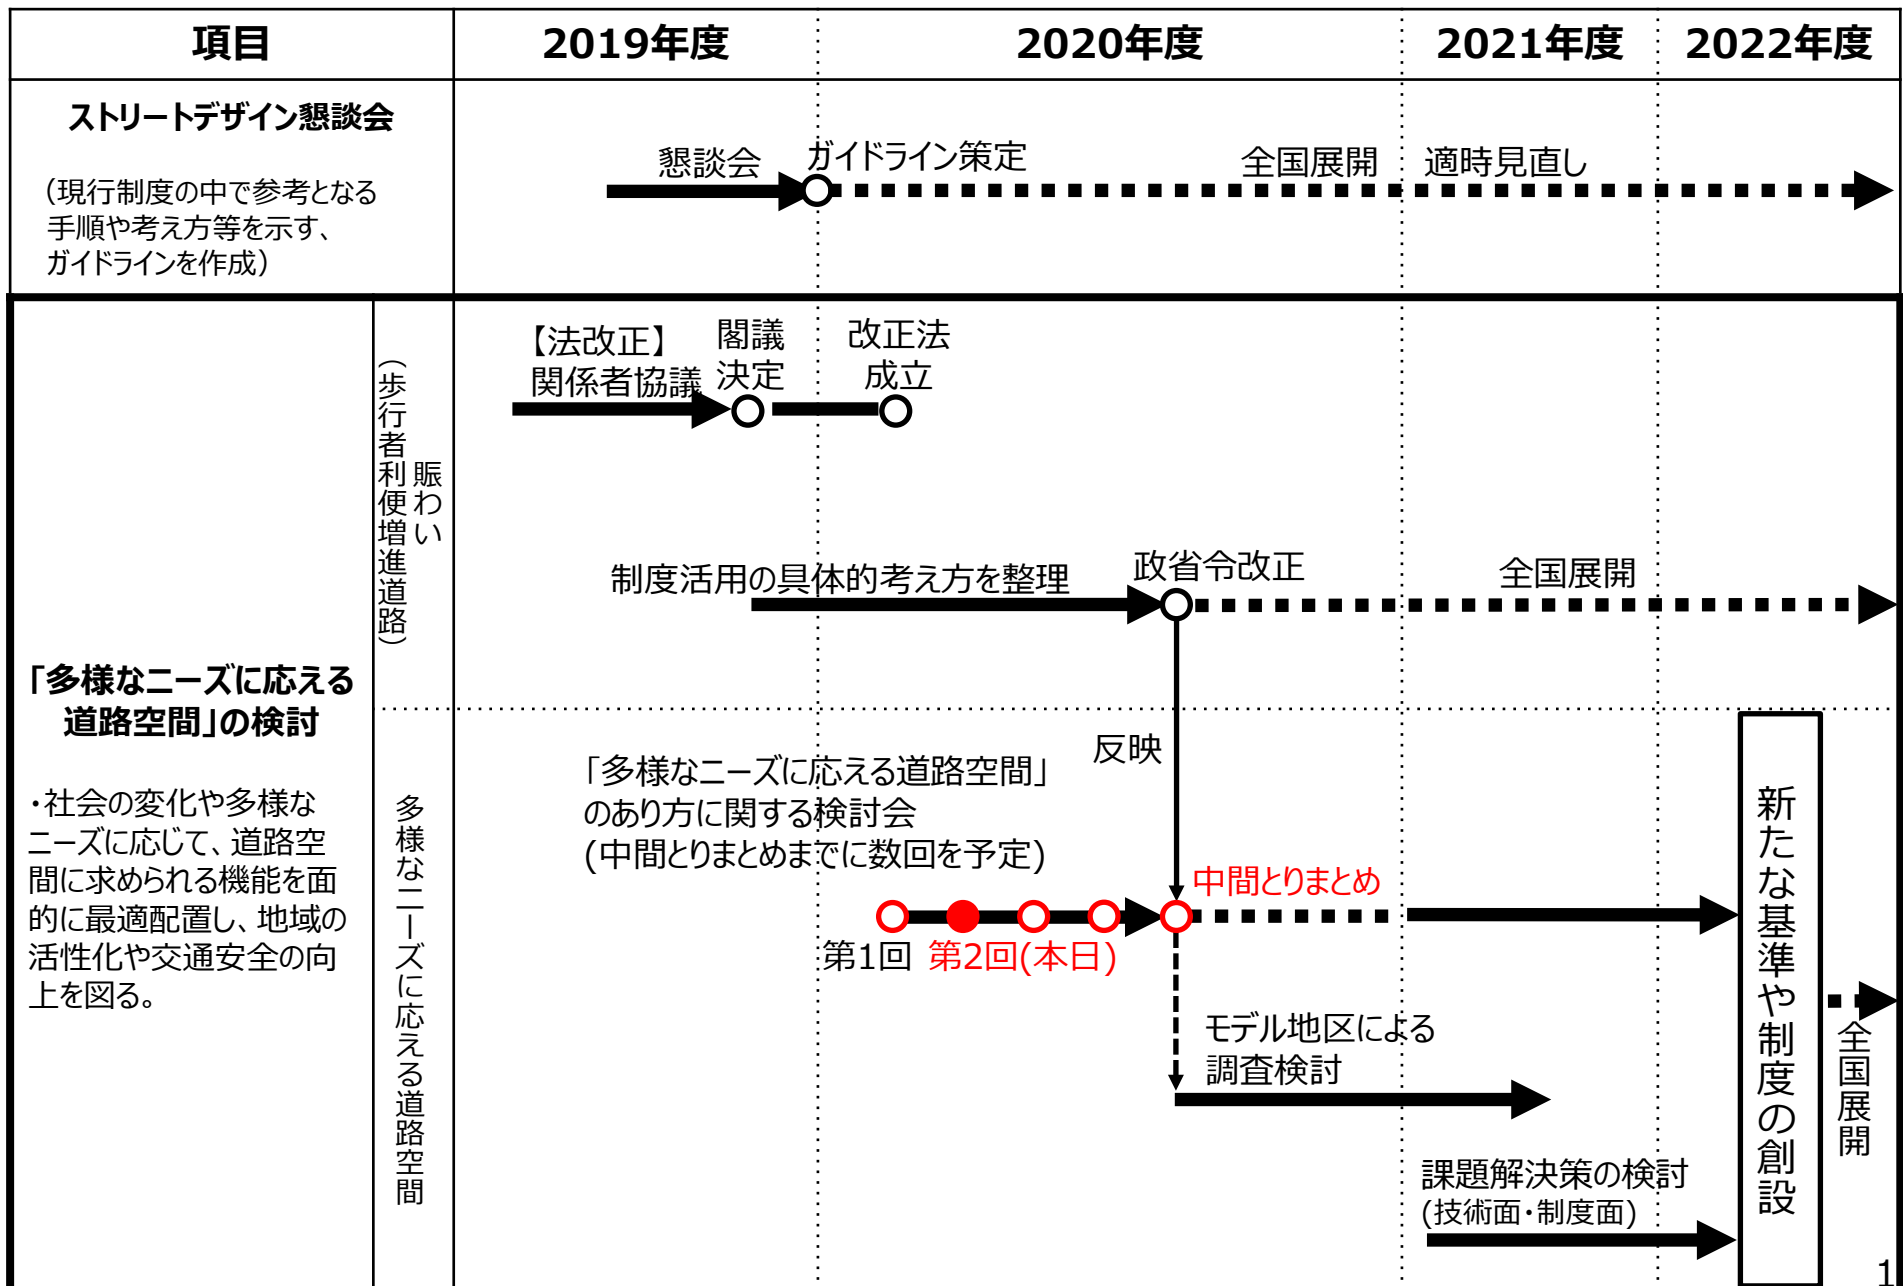 項目
2019年度
2020年度
2021年度
2022年度
ストリートデザイン懇談会
（現行制度の中で参考となる
手順や考え方等を示す、
ガイドラインを作成）
懇談会
ガイドライン策定
全国展開
適時見直し
「多様なニーズに応える
道路空間」の検討
・社会の変化や多様な
ニーズに応じて、道路空
間に求められる機能を面
的に最適配置し、地域の
活性化や交通安全の向
上を図る。
賑わい
（歩行者利便増進道路）
【法改正】
関係者協議
閣議
決定
改正法
成立
制度活用の具体的考え方を整理
政省令改正
全国展開
多様なニーズに応える道路空間
「多様なニーズに応える道路空間」
のあり方に関する検討会
(中間とりまとめまでに数回を予定)
反映
中間とりまとめ
第1回
第2回(本日)
モデル地区による
調査検討
課題解決策の検討
(技術面・制度面)
新たな基準や制度の創設
全国展開
1